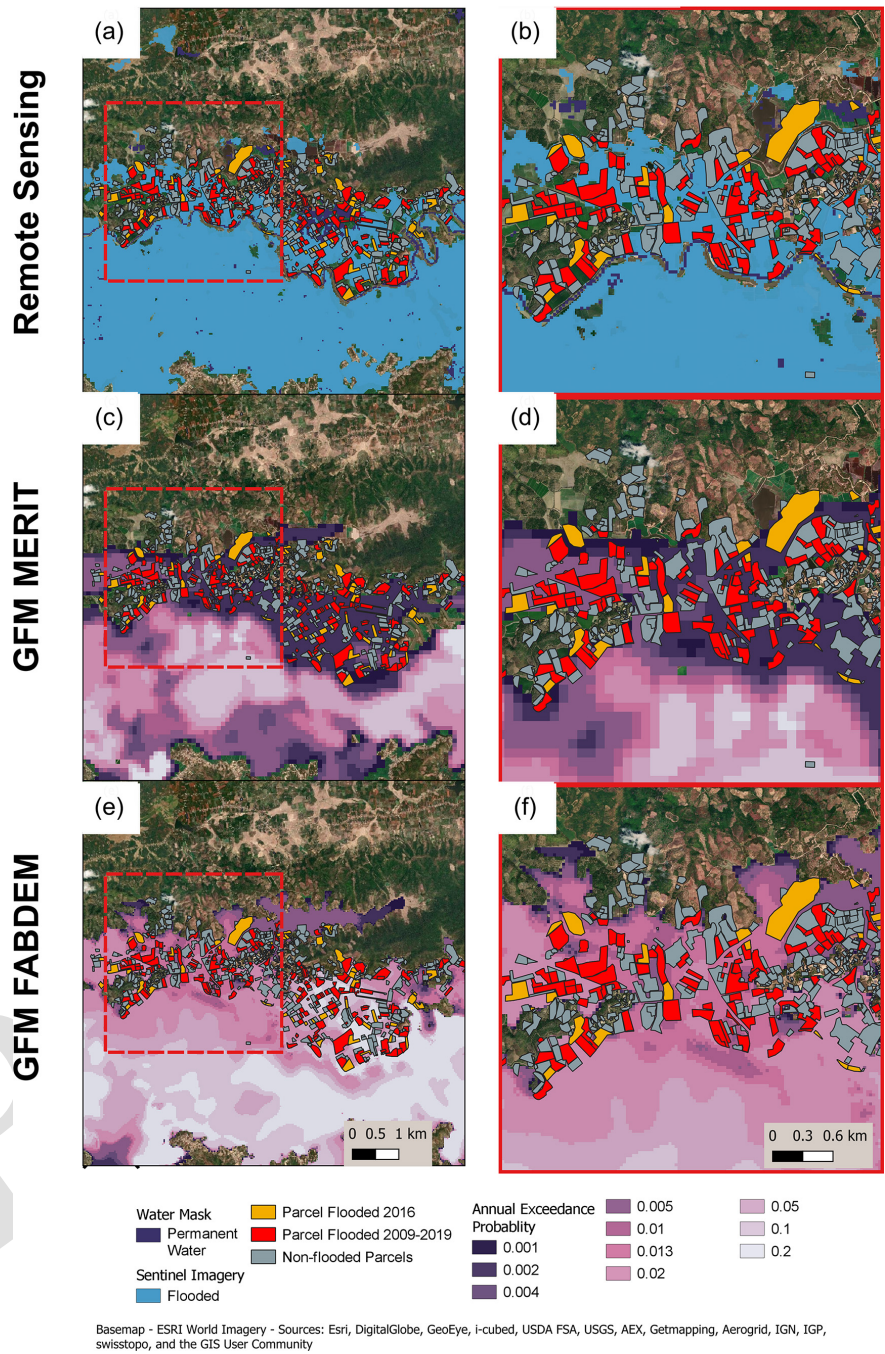 Remote Sensing
(a)
(b)
GFM MERIT
(c)
(d)
GFM FABDEM
(e)
(f)
0 0.5 1 km
0 0.3 0.6 km
Water Mask
Permanent
Water
Sentinel Imagery
Flooded
Parcel Flooded 2016
Parcel Flooded 2009-2019
Non-flooded Parcels
Annual Exceedance
Probablity
0.001
0.002
0.004
0.005
0.01
0.013
0.02
0.05
0.1
0.2
Basemap - ESRI World Imagery - Sources: Esri, DigitalGlobe, GeoEye, i-cubed, USDA FSA, USGS, AEX, Getmapping, Aerogrid, IGN, IGP,
swisstopo, and the GIS User Community